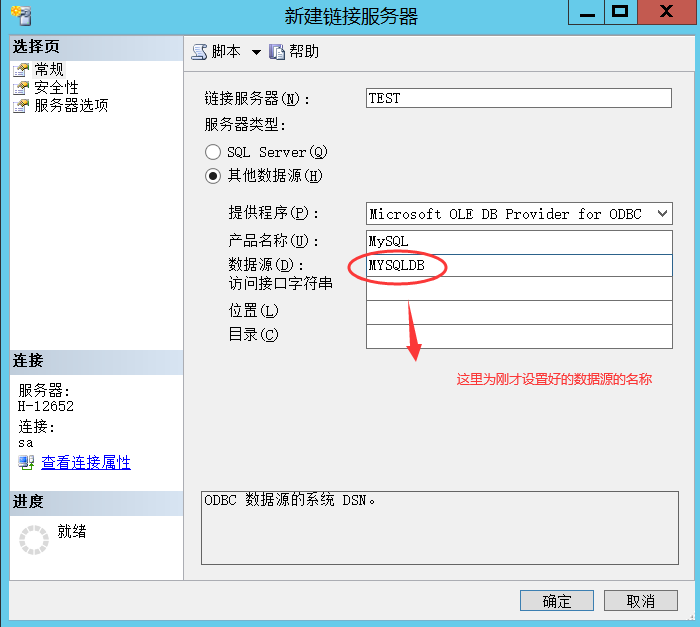 新建链接服务器
选择页
常规
安全性
服务器选项
脚本 帮助
链接服务器(N):
TEST
服务器类型:
SQL Server(Q)
其他数据源(H)
提供程序(P):
Microsoft OLE DB Provider for ODBC
产品名称(U):
MySQL
数据源(D):
MYSQLDB
访问接口字符串
位置(L)
目录(C)
这里为刚才设置好的数据源的名称
连接
服务器:
H-12652
连接:
sa
查看连接属性
进度
就绪
ODBC 数据源的系统 DSN。
确定 取消